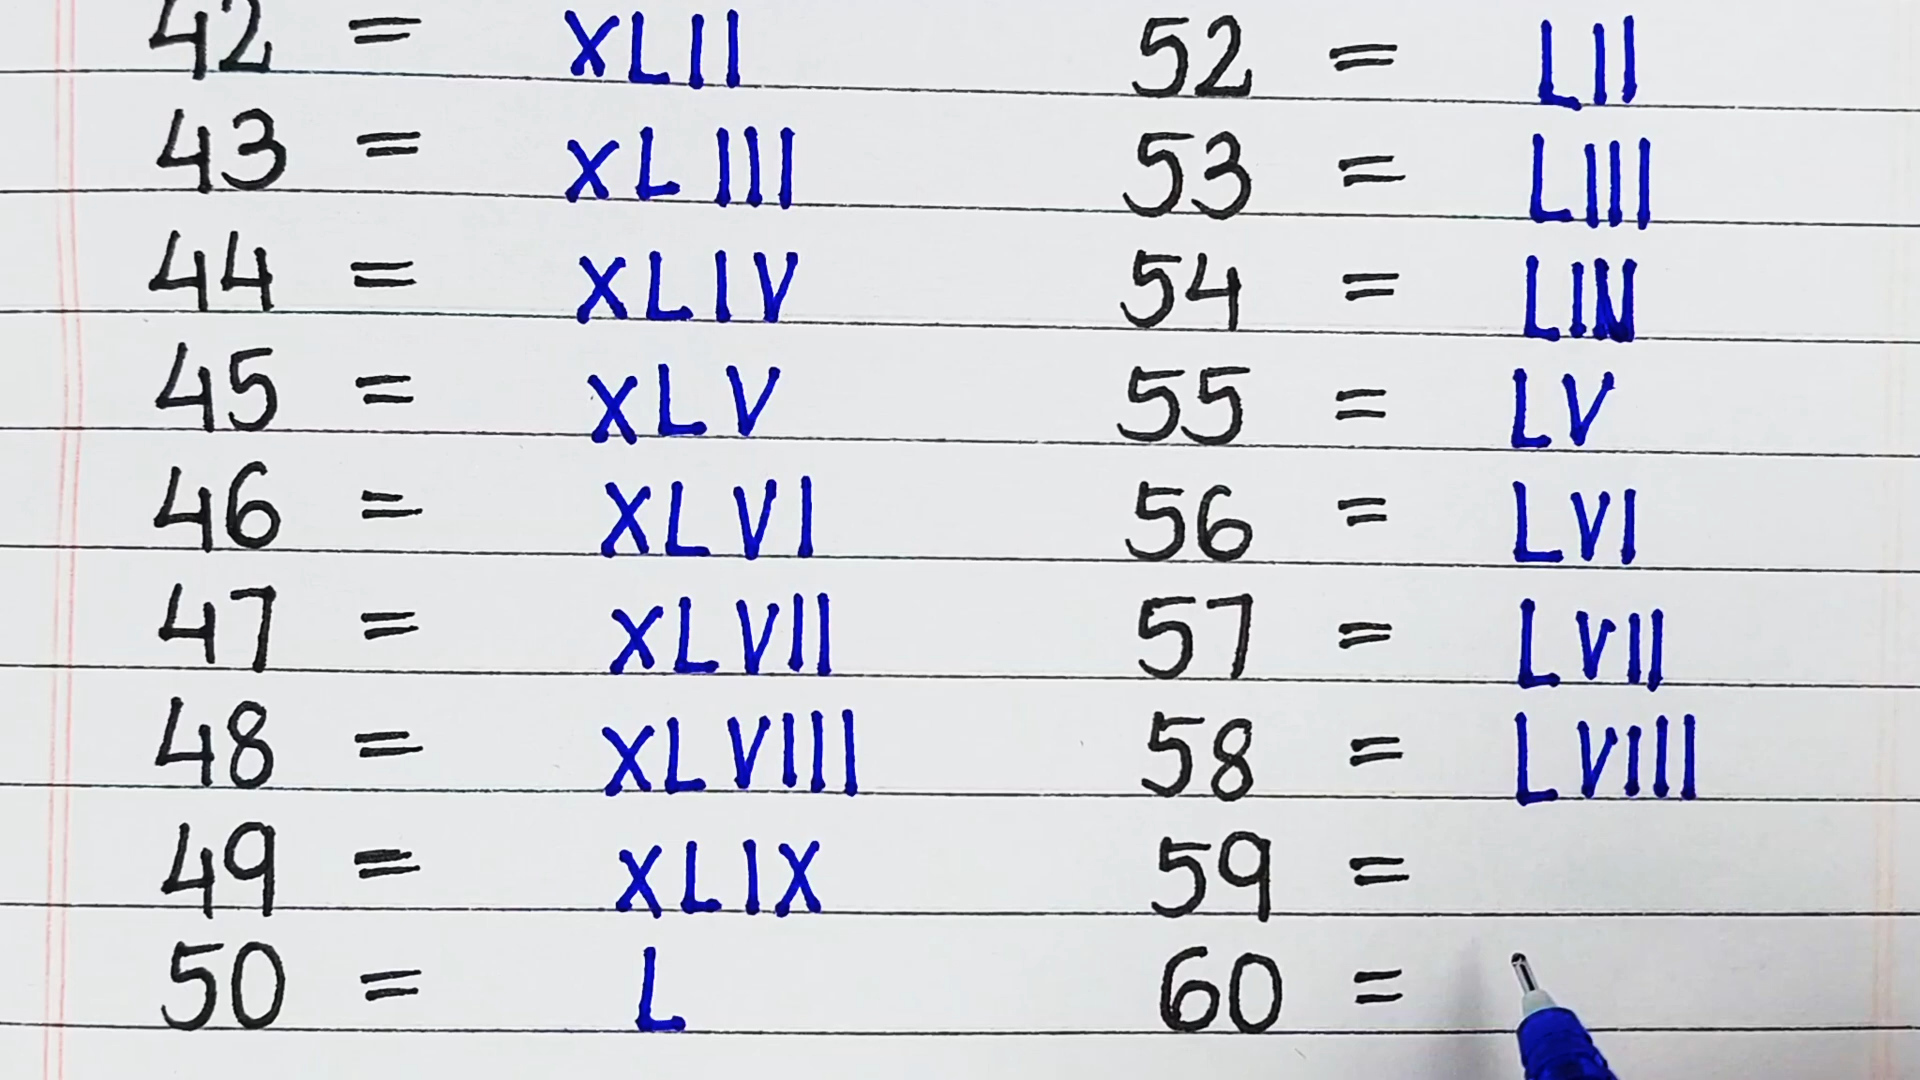 42 = XLII 52 = LII
43 = XLIII 53 = LIII
44 = XLIV 54 = LIV
45 = XLV 55 = LV
46 = XLVI 56 = LVI
47 = XLVII 57 = LVII
48 = XLVIII 58 = LVIII
49 = XLIX 59 =
50 = L 60 =